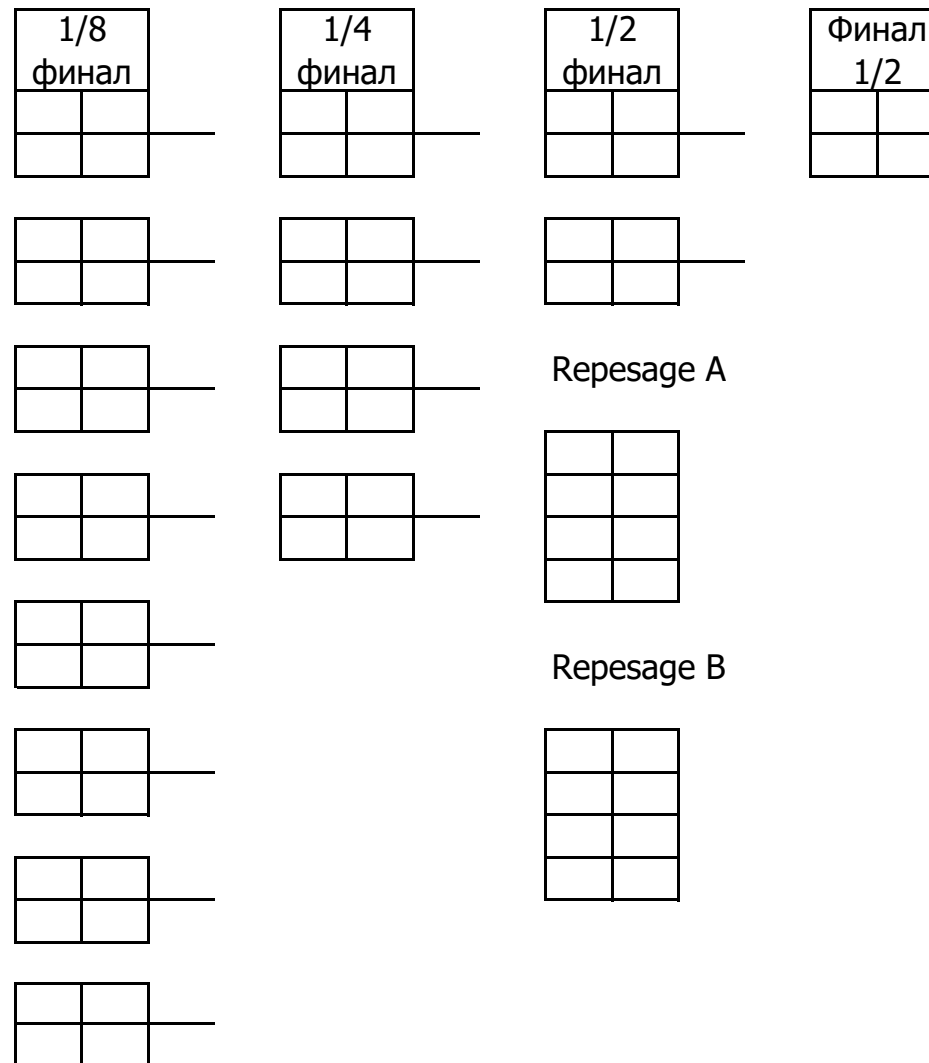 1/8
финал
1/4
финал
1/2
финал
Финал
1/2
Repesage A
Repesage B